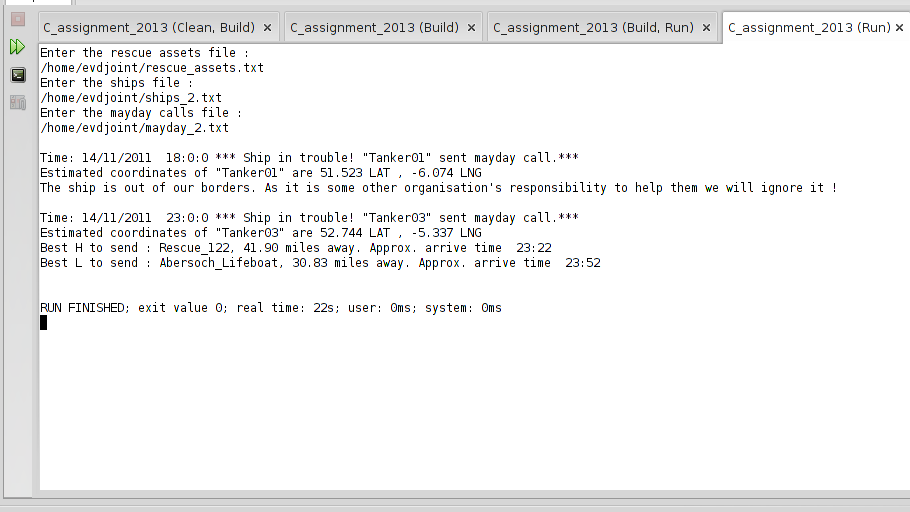 C_assignment_2013 (Clean, Build) × C_assignment_2013 (Build) × C_assignment_2013 (Build, Run) × C_assignment_2013 (Run) ×
Enter the rescue assets file :
/home/evdjoint/rescue_assets.txt
Enter the ships file :
/home/evdjoint/ships_2.txt
Enter the mayday calls file :
/home/evdjoint/mayday_2.txt
Time: 14/11/2011  18:0:0 *** Ship in trouble! "Tanker01" sent mayday call.***
Estimated coordinates of "Tanker01" are 51.523 LAT , -6.074 LNG
The ship is out of our borders. As it is some other organisation's responsibility to help them we will ignore it !
Time: 14/11/2011  23:0:0 *** Ship in trouble! "Tanker03" sent mayday call.***
Estimated coordinates of "Tanker03" are 52.744 LAT , -5.337 LNG
Best H to send : Rescue_122, 41.90 miles away. Approx. arrive time  23:22
Best L to send : Abersoch_Lifeboat, 30.83 miles away. Approx. arrive time  23:52
RUN FINISHED; exit value 0; real time: 22s; user: 0ms; system: 0ms